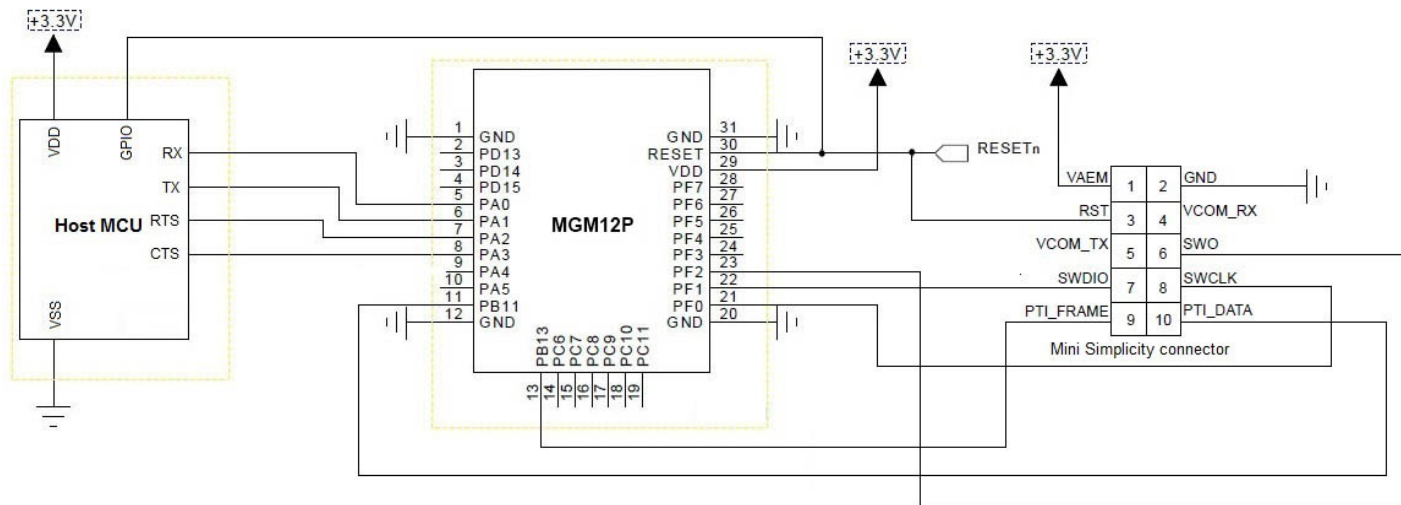 +3.3V
+3.3V
+3.3V
VDD
GPIO
RX
TX
RTS
CTS
Host MCU
VSS
1
2
3
4
5
6
7
8
9
10
11
12
GND
PD13
PD14
PD15
PA0
PA1
PA2
PA3
PA4
PA5
PB11
GND
MGM12P
PB13
PC6
PC7
PC8
PC9
PC10
PC11
13
14
15
16
17
18
19
GND
RESET
VDD
PF7
PF6
PF5
PF4
PF3
PF2
PF1
PF0
GND
31
30
29
28
27
26
25
24
23
22
21
20
RESETn
VAEM 1 2 GND
RST 3 4 VCOM_RX
VCOM_TX 5 6 SWO
SWDIO 7 8 SWCLK
PTI_FRAME 9 10 PTI_DATA
Mini Simplicity connector